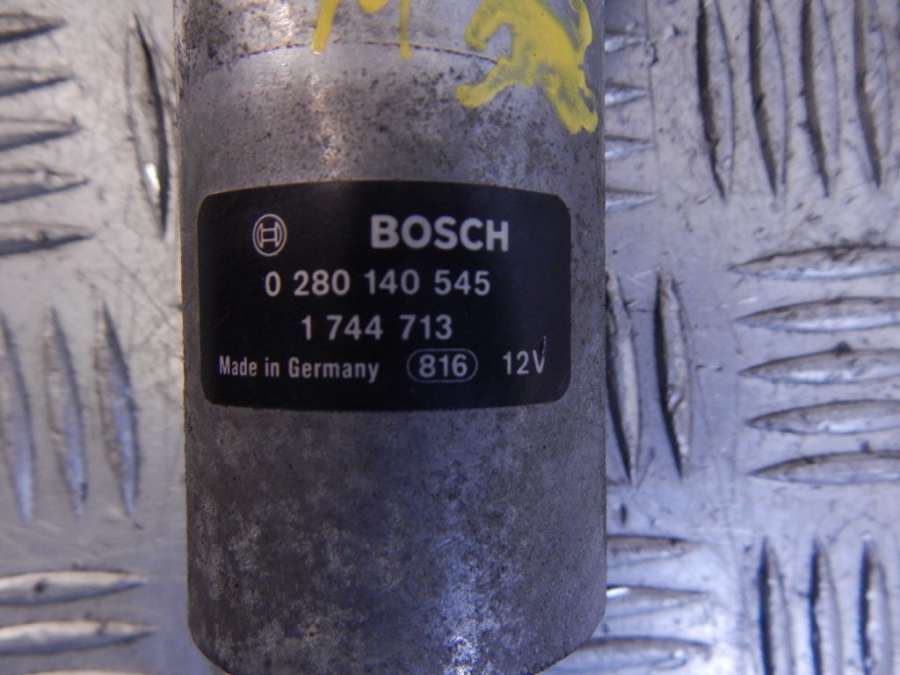 BOSCH
0 280 140 545
1 744 713
Made in Germany 816 12V